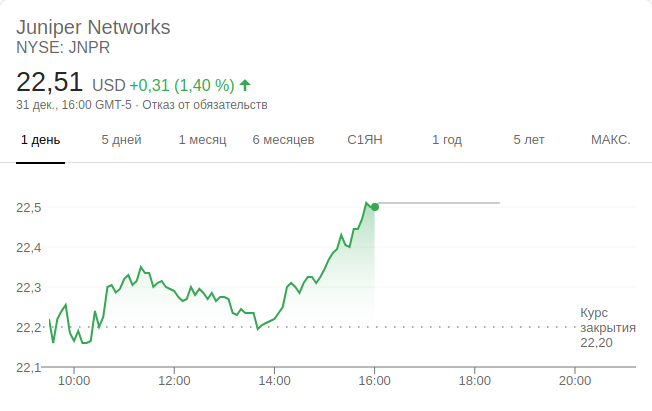 Juniper Networks
NYSE: JNPR
22,51 USD +0,31 (1,40 %)
31 дек., 16:00 GMT-5 · Отказ от обязательств
1 день 5 дней 1 месяц 6 месяцев С1ЯН 1 год 5 лет МАКС.
22,5
22,4
22,3
22,2
22,1
Курс
закрытия
22,20
10:00 12:00 14:00 16:00 18:00 20:00